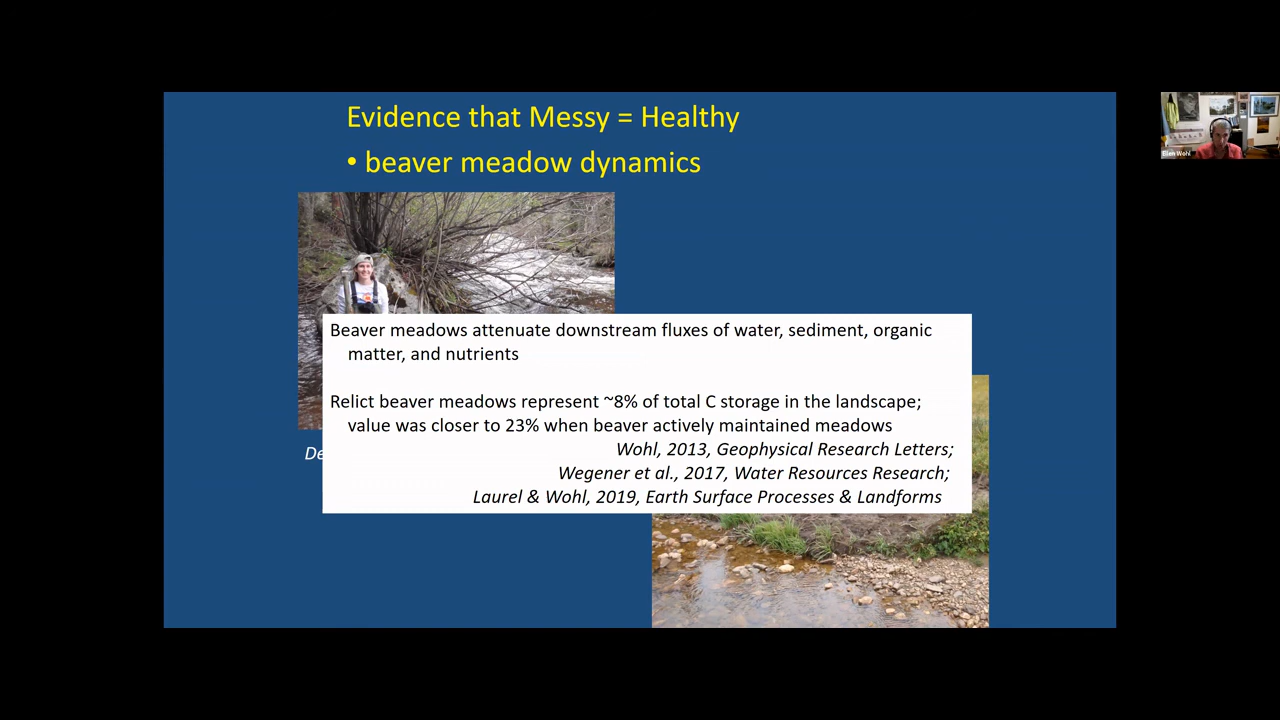 Evidence that Messy = Healthy
• beaver meadow dynamics
Beaver meadows attenuate downstream fluxes of water, sediment, organic
matter, and nutrients
Relict beaver meadows represent ~8% of total C storage in the landscape;
value was closer to 23% when beaver actively maintained meadows
Wohl, 2013, Geophysical Research Letters;
Wegener et al., 2017, Water Resources Research;
Laurel & Wohl, 2019, Earth Surface Processes & Landforms
De
Ellen Wohl